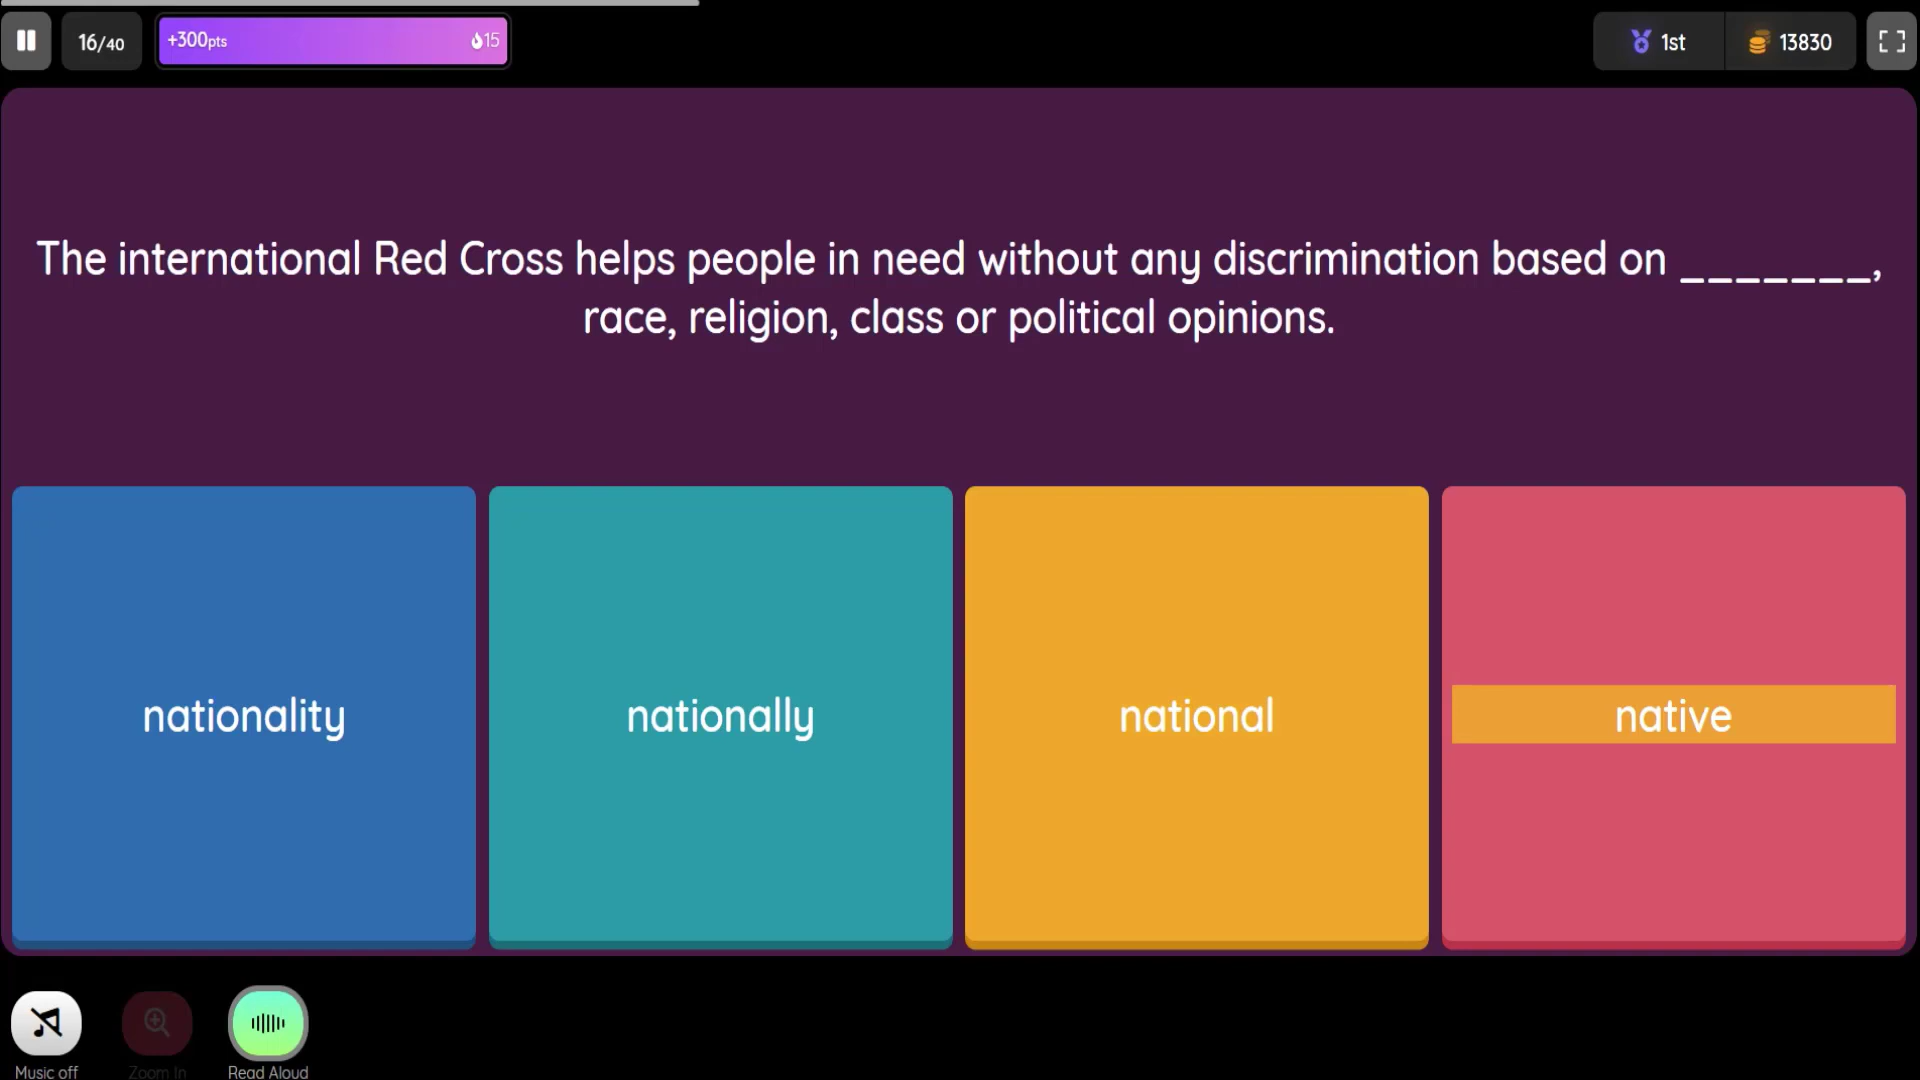 16/40
+300pts
15
1st
13830
The international Red Cross helps people in need without any discrimination based on _______,
race, religion, class or political opinions.
nationality
nationally
national
native
Music off
Zoom In
Read Aloud